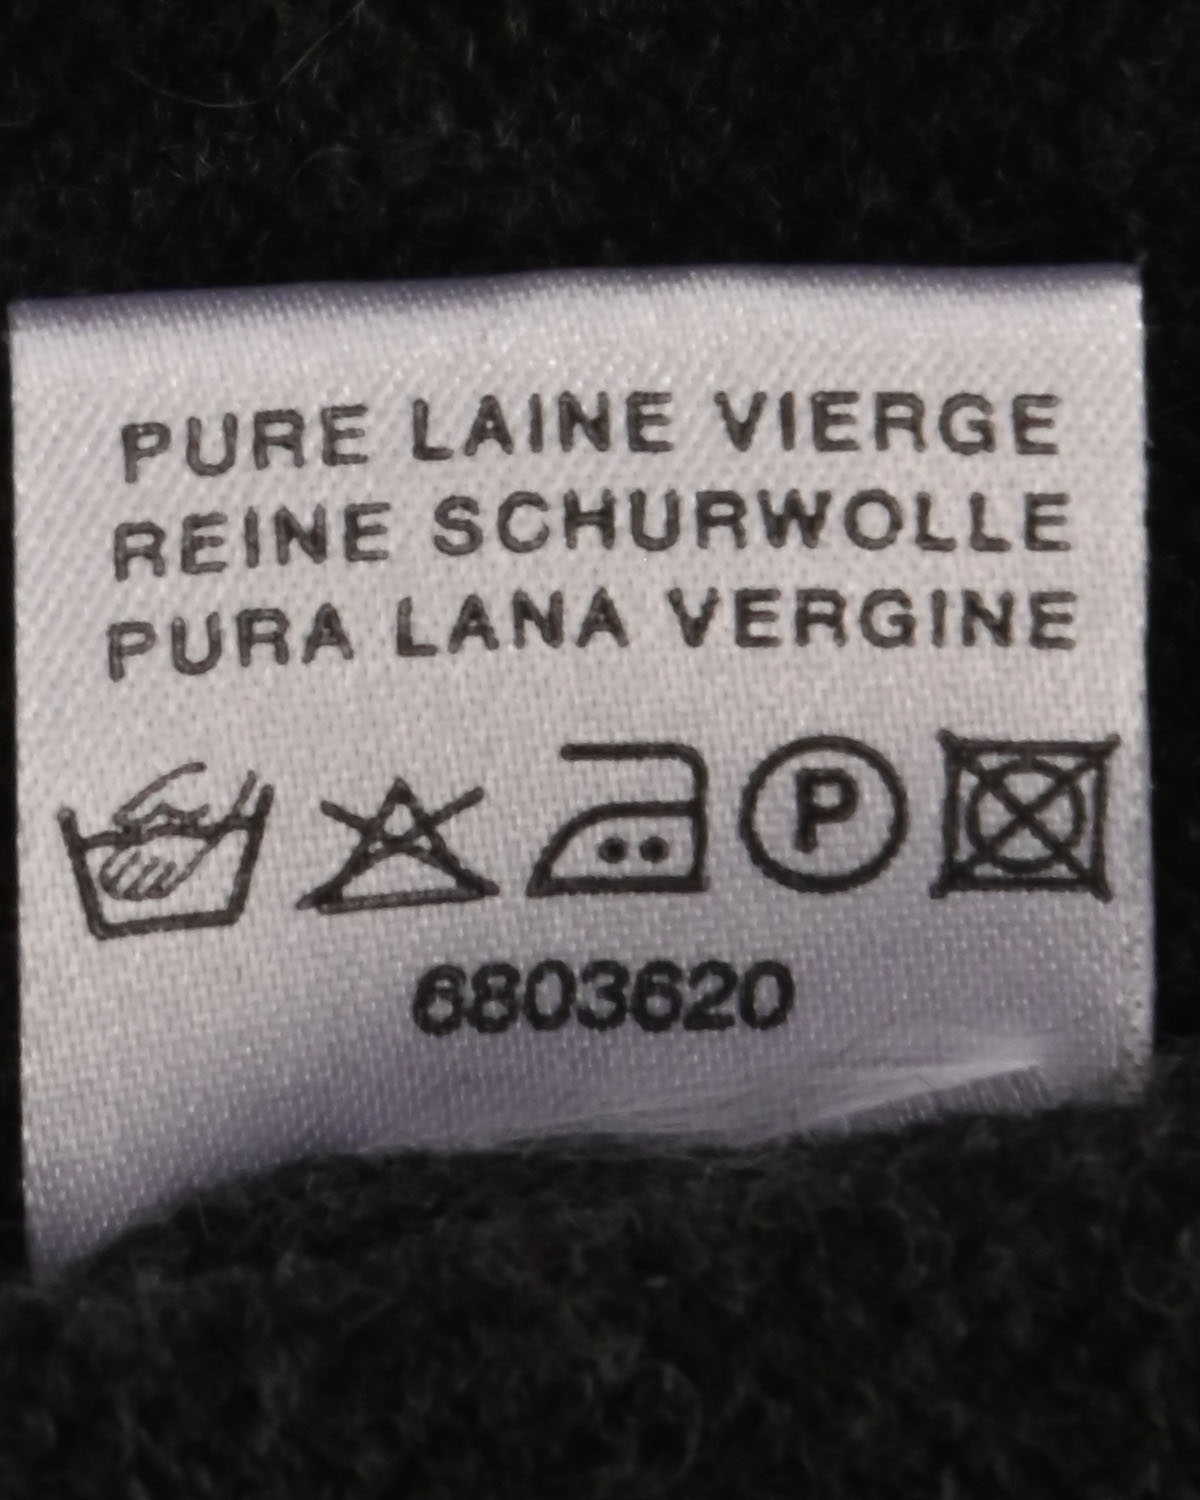 PURE LAINE VIERGE
REINE SCHURWOLLE
PURA LANA VERGINE
P
6803620